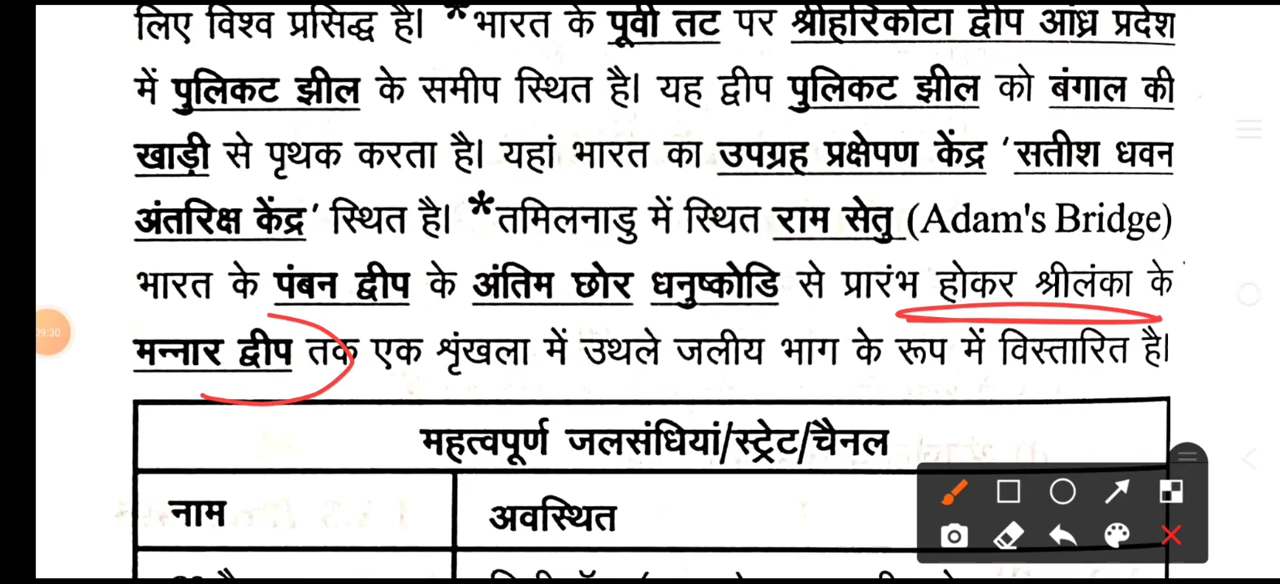 लिए विश्व प्रसिद्ध है। *भारत के पूर्वी तट पर श्रीहरिकोटा द्वीप आंध्र प्रदेश
में पुलिकट झील के समीप स्थित है। यह द्वीप पुलिकट झील को बंगाल की
खाड़ी से पृथक करता है। यहां भारत का उपग्रह प्रक्षेपण केंद्र 'सतीश धवन
अंतरिक्ष केंद्र' स्थित है। *तमिलनाडु में स्थित राम सेतु (Adam's Bridge)
भारत के पंबन द्वीप के अंतिम छोर धनुष्कोडि से प्रारंभ होकर श्रीलंका के
09:30
मन्नार द्वीप तक एक शृंखला में उथले जलीय भाग के रूप में विस्तारित है।
महत्वपूर्ण जलसंधियां/स्ट्रेट/चैनल
नाम अवस्थित